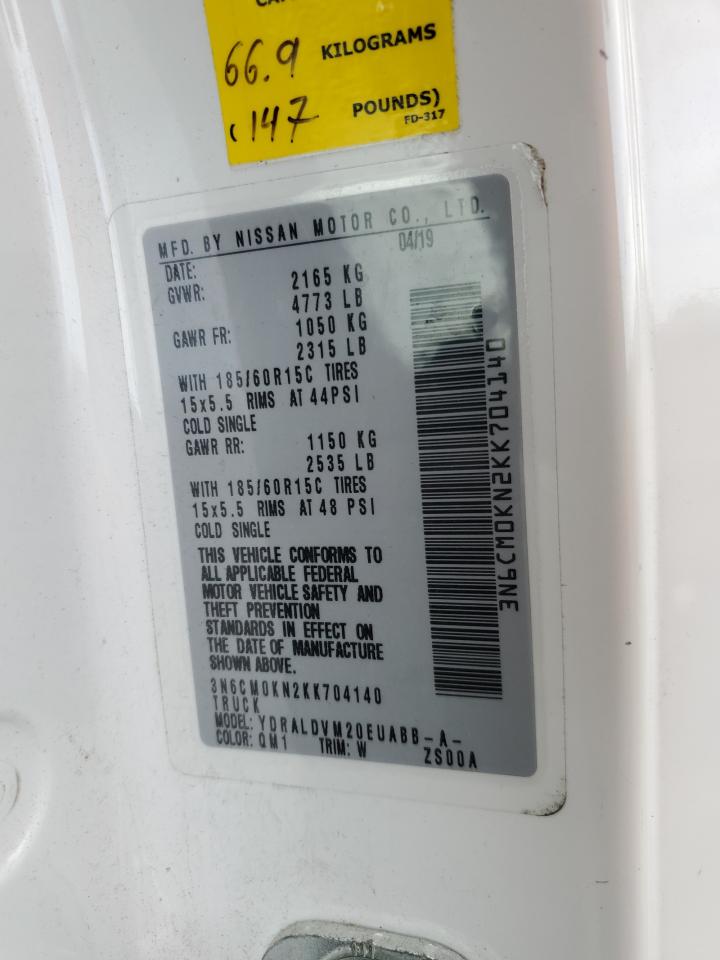 66.9 KILOGRAMS
(147 POUNDS)
FD-317
MFD. BY NISSAN MOTOR CO., LTD.
DATE: 04/19
GVWR: 2165 KG
4773 LB
GAWR FR: 1050 KG
2315 LB
WITH 185/60R15C TIRES
15x5.5 RIMS AT 44PSI
COLD SINGLE
GAWR RR: 1150 KG
2535 LB
WITH 185/60R15C TIRES
15x5.5 RIMS AT 48 PSI
COLD SINGLE
THIS VEHICLE CONFORMS TO
ALL APPLICABLE FEDERAL
MOTOR VEHICLE SAFETY AND
THEFT PREVENTION
STANDARDS IN EFFECT ON
THE DATE OF MANUFACTURE
SHOWN ABOVE.
3N6CM0KN2KK704140
TRUCK
MODEL: YDRALDVM20EUABB-A-
COLOR: QM1 TRIM: W ZS00A
3N6CM0KN2KK704140